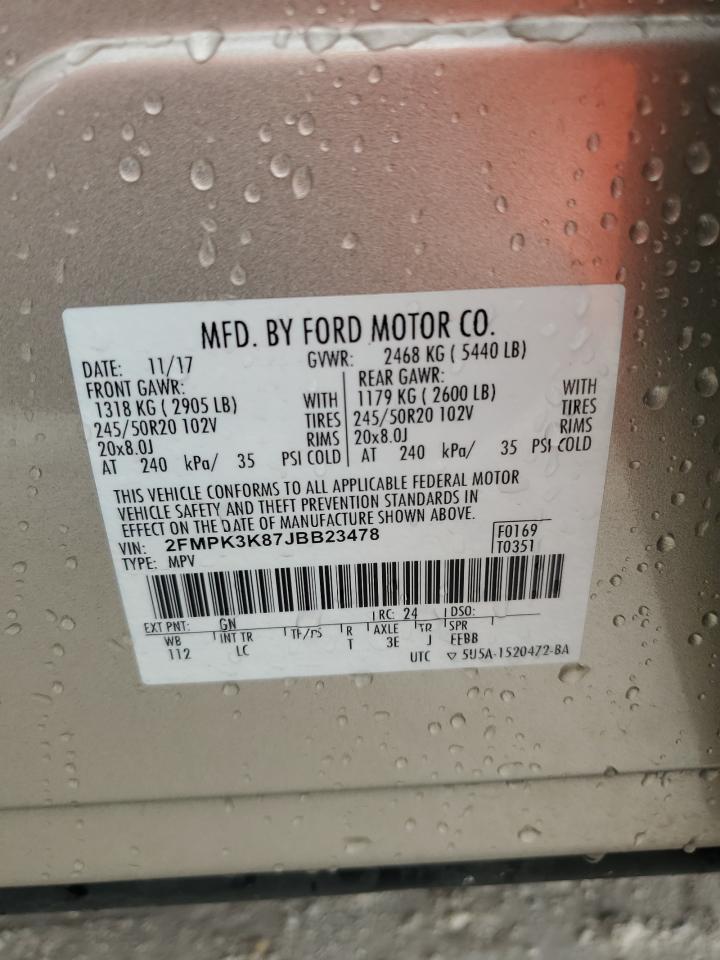 MFD. BY FORD MOTOR CO.
DATE: 11/17 GVWR: 2468 KG ( 5440 LB)
FRONT GAWR: REAR GAWR:
1318 KG ( 2905 LB) WITH 1179 KG ( 2600 LB) WITH
245/50R20 102V TIRES 245/50R20 102V TIRES
20x8.0J RIMS 20x8.0J RIMS
AT 240 kPa/ 35 PSI COLD AT 240 kPa/ 35 PSI COLD
THIS VEHICLE CONFORMS TO ALL APPLICABLE FEDERAL MOTOR
VEHICLE SAFETY AND THEFT PREVENTION STANDARDS IN
EFFECT ON THE DATE OF MANUFACTURE SHOWN ABOVE.
VIN: 2FMPK3K87JBB23478 F0169
TYPE: MPV T0351
EXT PNT: GN RC: 24 DSO:
WB INT TR TP/PS R AXLE TR SPR
112 LC T 3E J FEBB
UTC ▽ 5U5A-1520472-BA